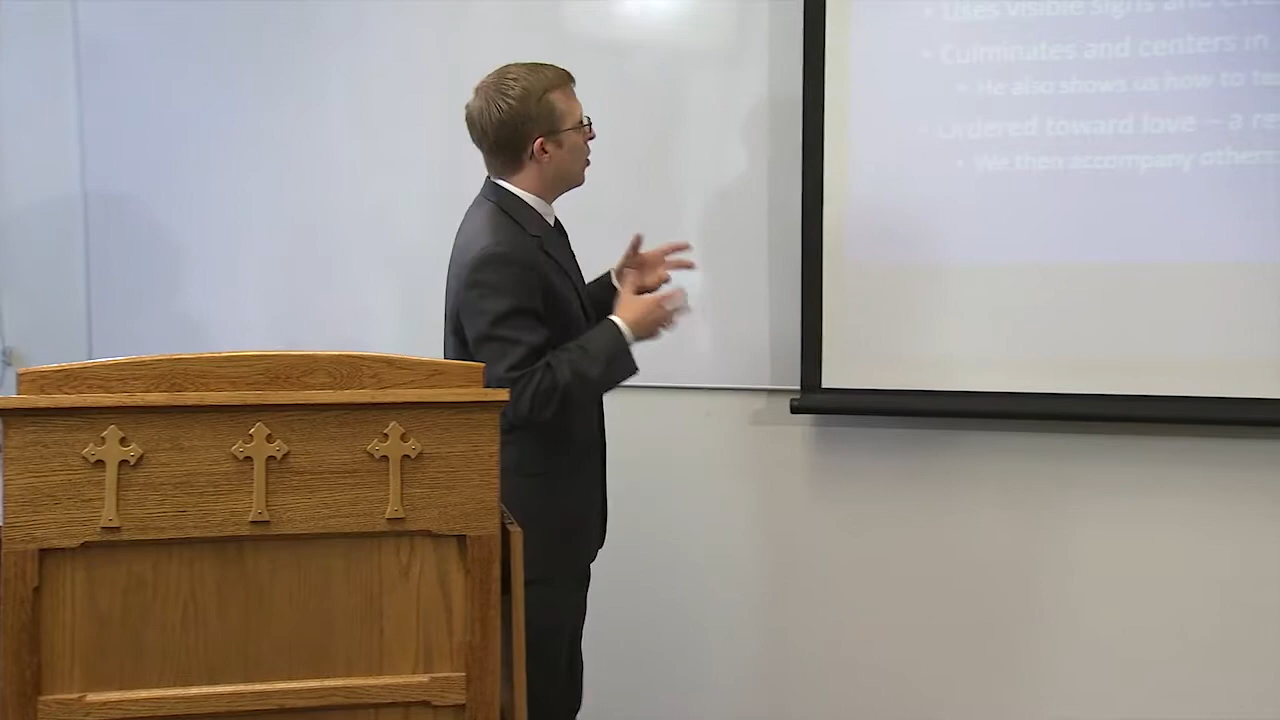 • Uses visible signs and
• Culminates and centers in
• He also shows us how to
• Ordered toward love – a
• We then accompany others